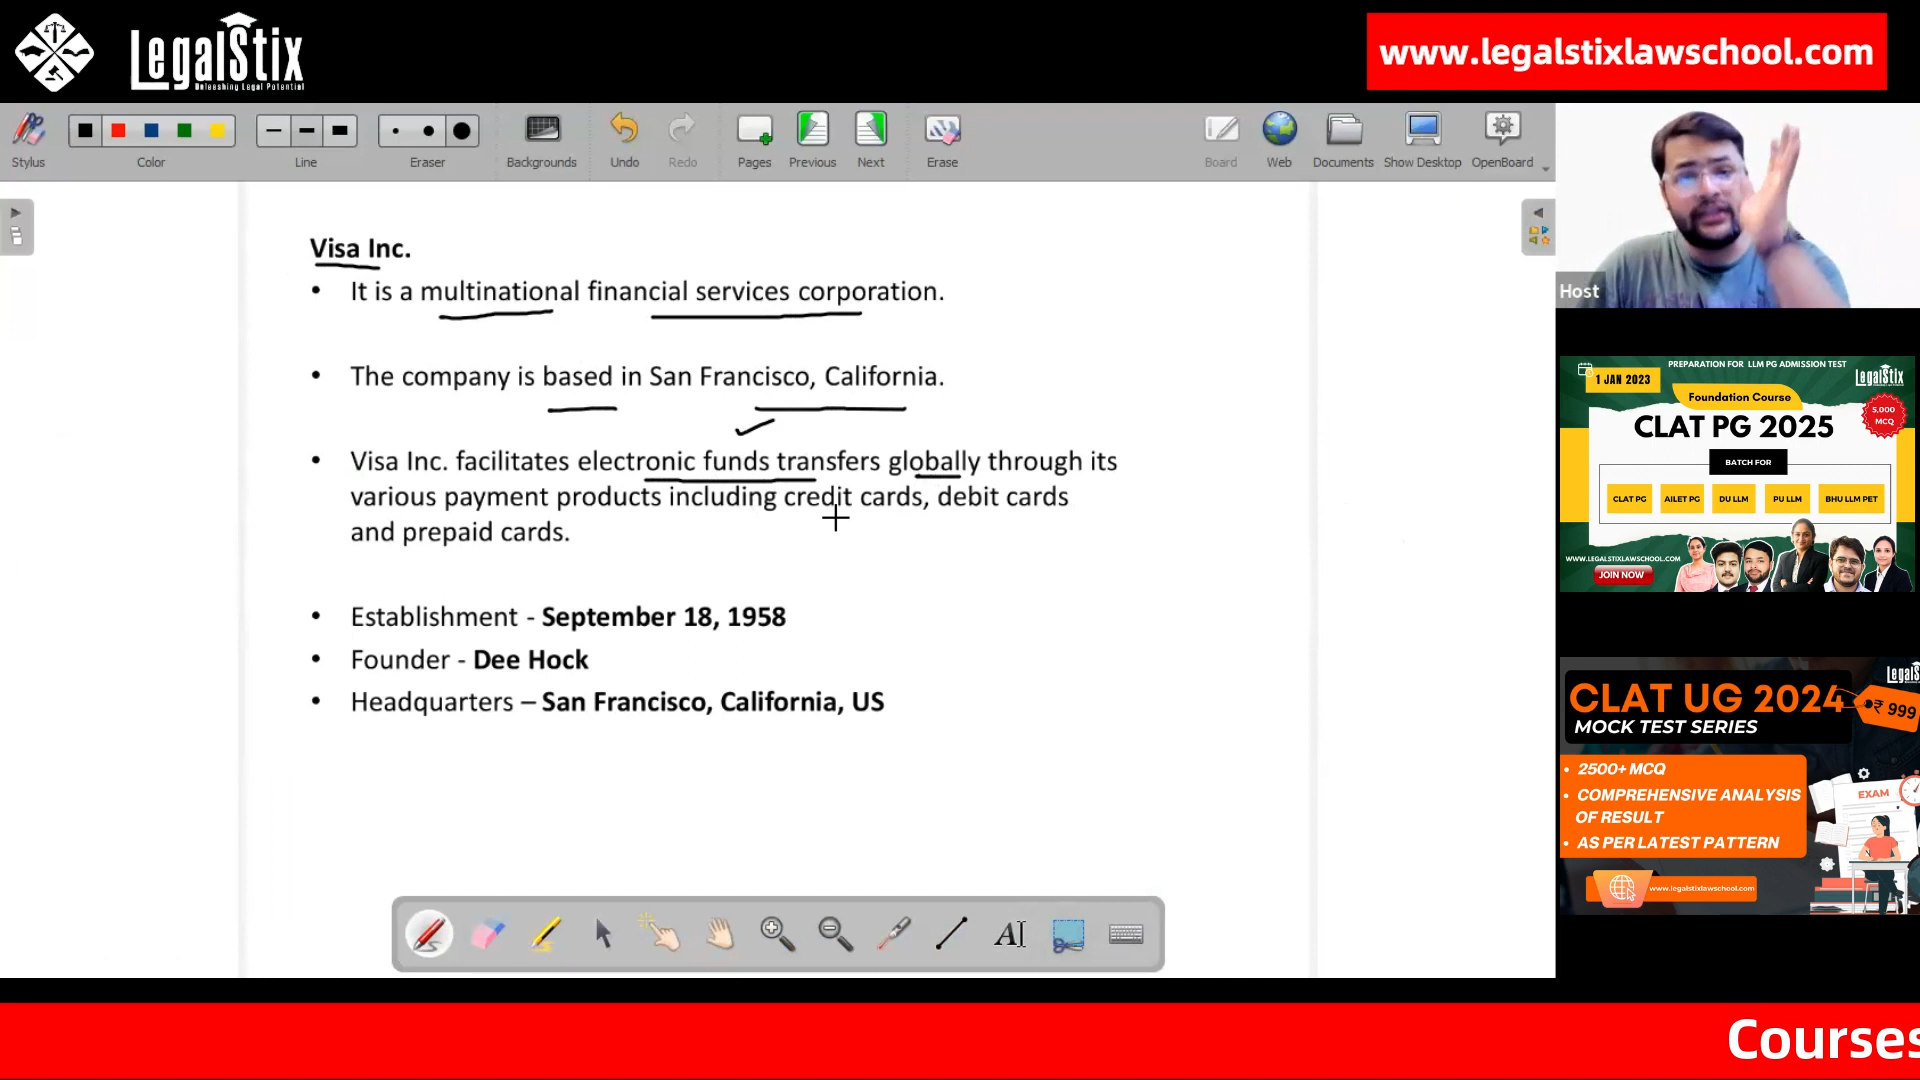 LegalStix
Unleashing Legal Potential
www.legalstixlawschool.com
Stylus
Color
Line
Eraser
Backgrounds
Undo
Redo
Pages
Previous
Next
Erase
Board
Web
Documents
Show Desktop
OpenBoard
Visa Inc.
• It is a multinational financial services corporation.
• The company is based in San Francisco, California.
• Visa Inc. facilitates electronic funds transfers globally through its
various payment products including credit cards, debit cards
and prepaid cards.
• Establishment - September 18, 1958
• Founder - Dee Hock
• Headquarters – San Francisco, California, US
Host
PREPARATION FOR LLM PG ADMISSION TEST
1 JAN 2023
LegalStix
Foundation Course
5,000
MCQ
CLAT PG 2025
BATCH FOR
CLAT PG
AILET PG
DU LLM
PU LLM
BHU LLM PET
WWW.LEGALSTIXLAWSCHOOL.COM
JOIN NOW
LegalS
CLAT UG 2024
₹ 999
MOCK TEST SERIES
• 2500+ MCQ
• COMPREHENSIVE ANALYSIS
OF RESULT
• AS PER LATEST PATTERN
EXAM
www.legalstixlawschool.com
Courses